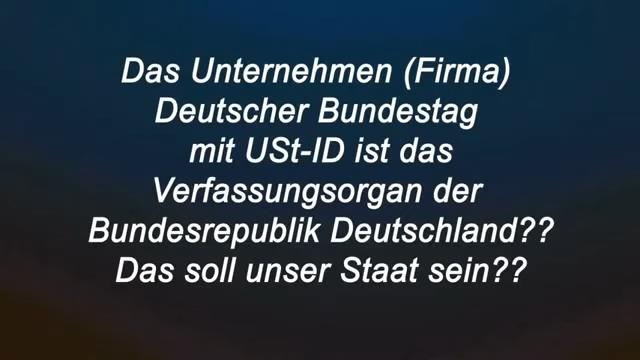 Das Unternehmen (Firma)
Deutscher Bundestag
mit USt-ID ist das
Verfassungsorgan der
Bundesrepublik Deutschland??
Das soll unser Staat sein??